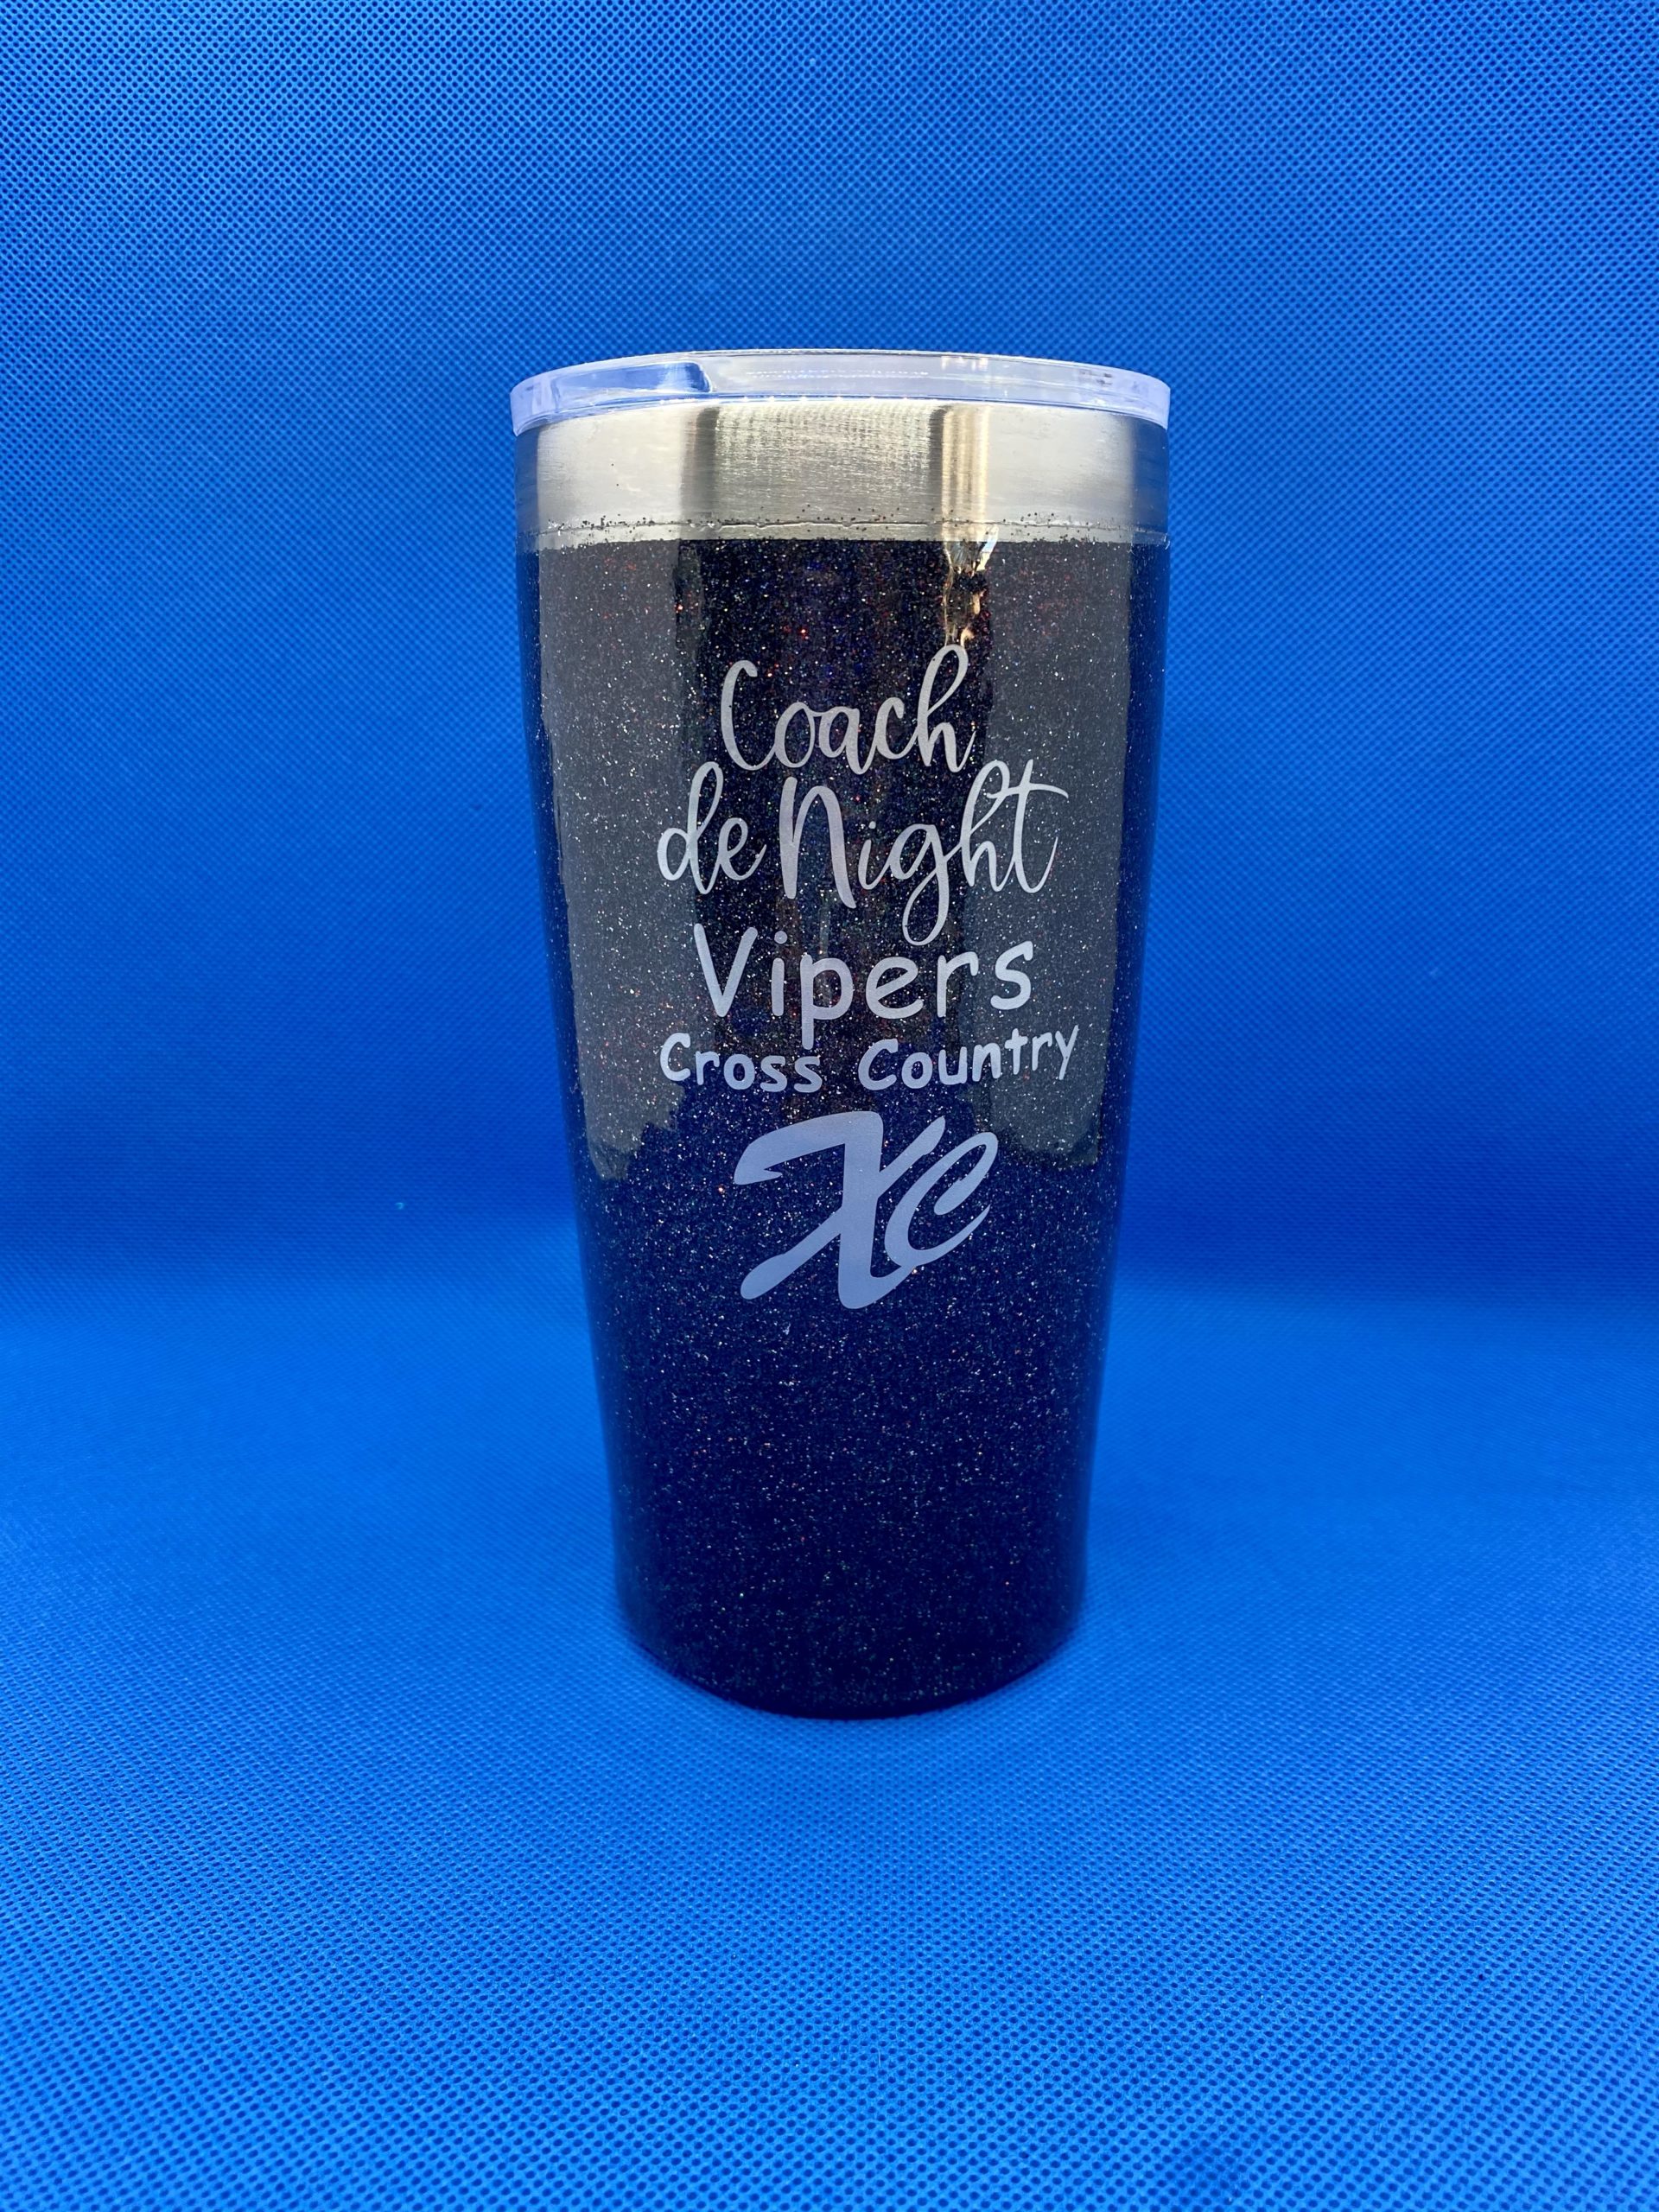 Coach
de Night
Vipers
Cross Country
XC